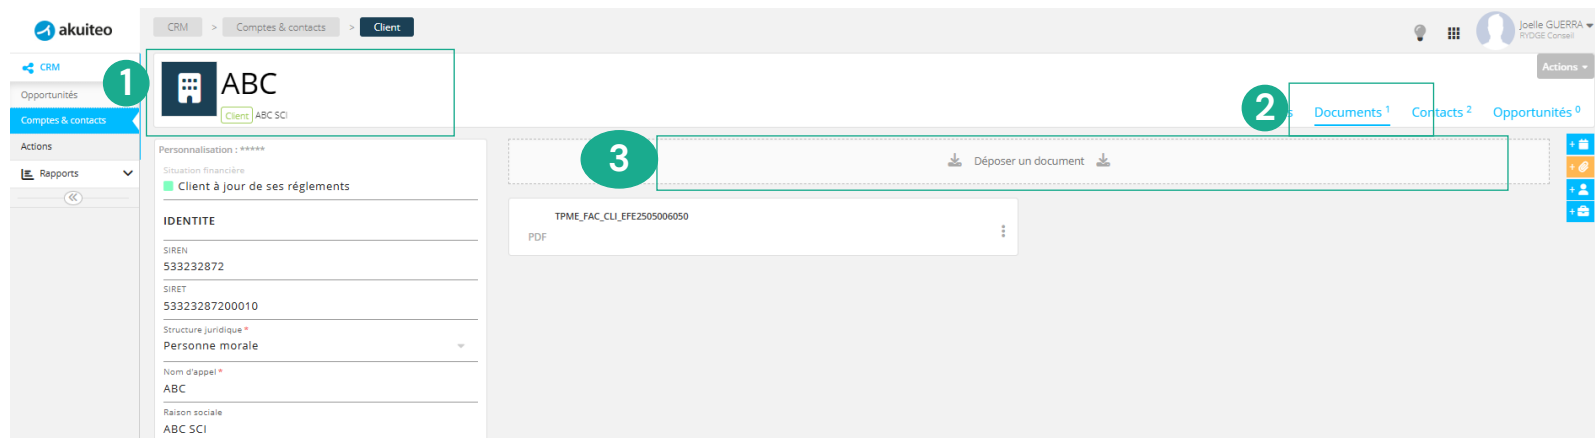 akuiteo
CRM > Comptes & contacts > Client
Joelle GUERRA
RYDGE Conseil
CRM
Opportunités
Comptes & contacts
Actions
Rapports
1
ABC
Client ABC SCI
Actions
2
s Documents 1 Contacts 2 Opportunités 0
Personnalisation : *****
Situation financière
Client à jour de ses réglements
IDENTITE
SIREN
533232872
SIRET
53323287200010
Structure juridique *
Personne morale
Nom d'appel *
ABC
Raison sociale
ABC SCI
3
Déposer un document
TPME_FAC_CLI_EFE2505006050
PDF
+
+
+
+